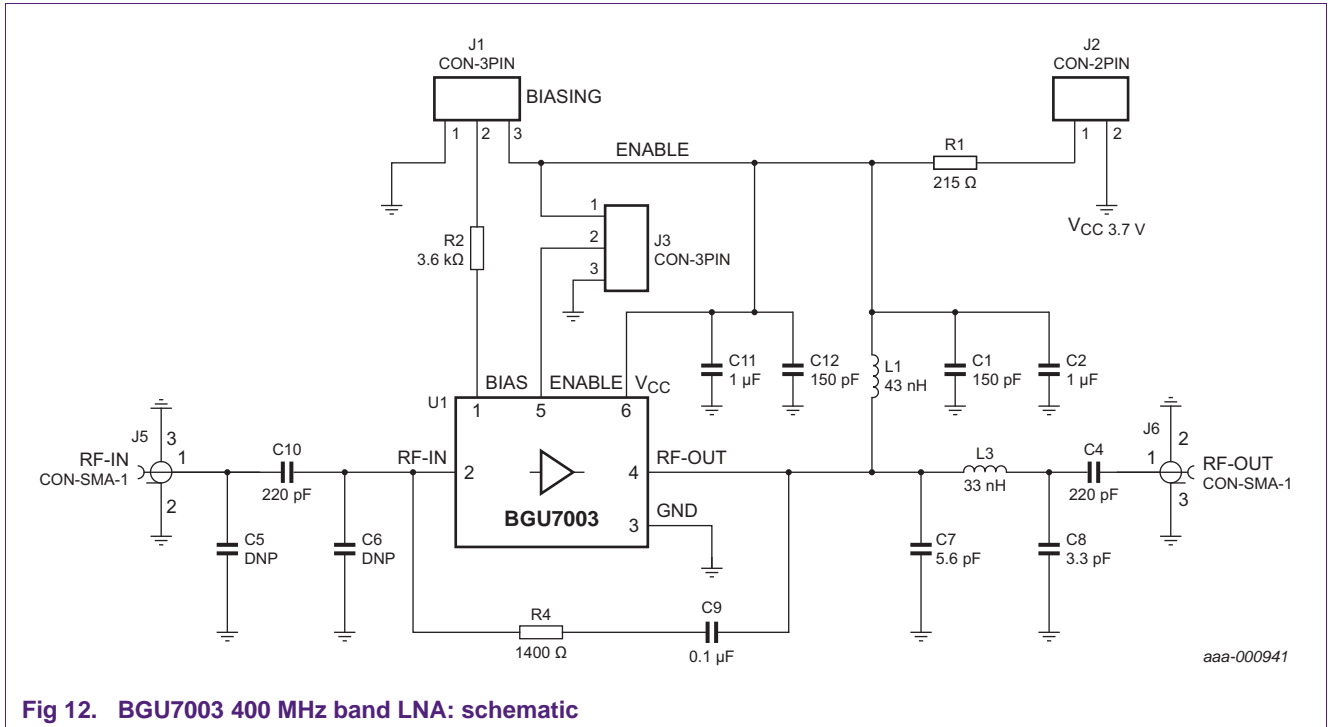 J1
CON-3PIN
BIASING
1 2 3
J2
CON-2PIN
1 2
ENABLE
R1
215 Ω
VCC 3.7 V
1
2
3
J3
CON-3PIN
R2
3.6 kΩ
C11
1 µF
C12
150 pF
L1
43 nH
C1
150 pF
C2
1 µF
BIAS ENABLE VCC
U1
1 5 6
J5
3
1
2
RF-IN
CON-SMA-1
C10
220 pF
RF-IN
2
4
RF-OUT
3
GND
BGU7003
L3
33 nH
C4
220 pF
J6
2
1
3
RF-OUT
CON-SMA-1
C5
DNP
C6
DNP
C7
5.6 pF
C8
3.3 pF
R4
1400 Ω
C9
0.1 µF
aaa-000941
Fig 12. BGU7003 400 MHz band LNA: schematic